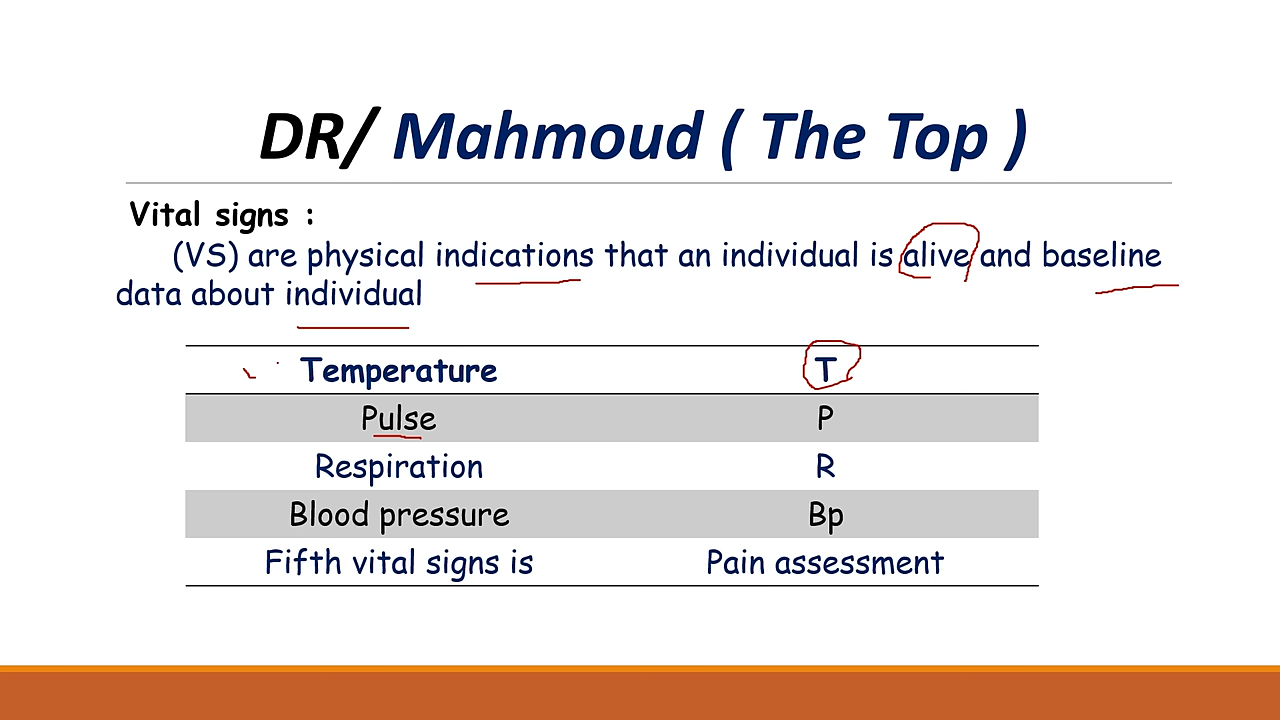 DR/ Mahmoud ( The Top )
Vital signs :
(VS) are physical indications that an individual is alive and baseline
data about individual
Temperature T
Pulse P
Respiration R
Blood pressure Bp
Fifth vital signs is Pain assessment